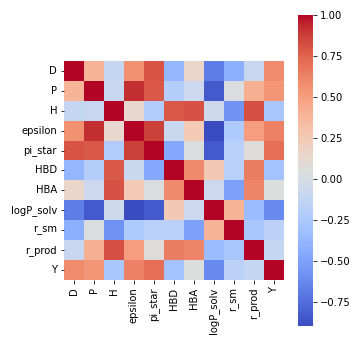 1.00
0.75
0.50
0.25
0.00
−0.25
−0.50
−0.75
D
P
H
epsilon
pi_star
HBD
HBA
logP_solv
r_sm
r_prod
Y
D
P
H
epsilon
pi_star
HBD
HBA
logP_solv
r_sm
r_prod
Y